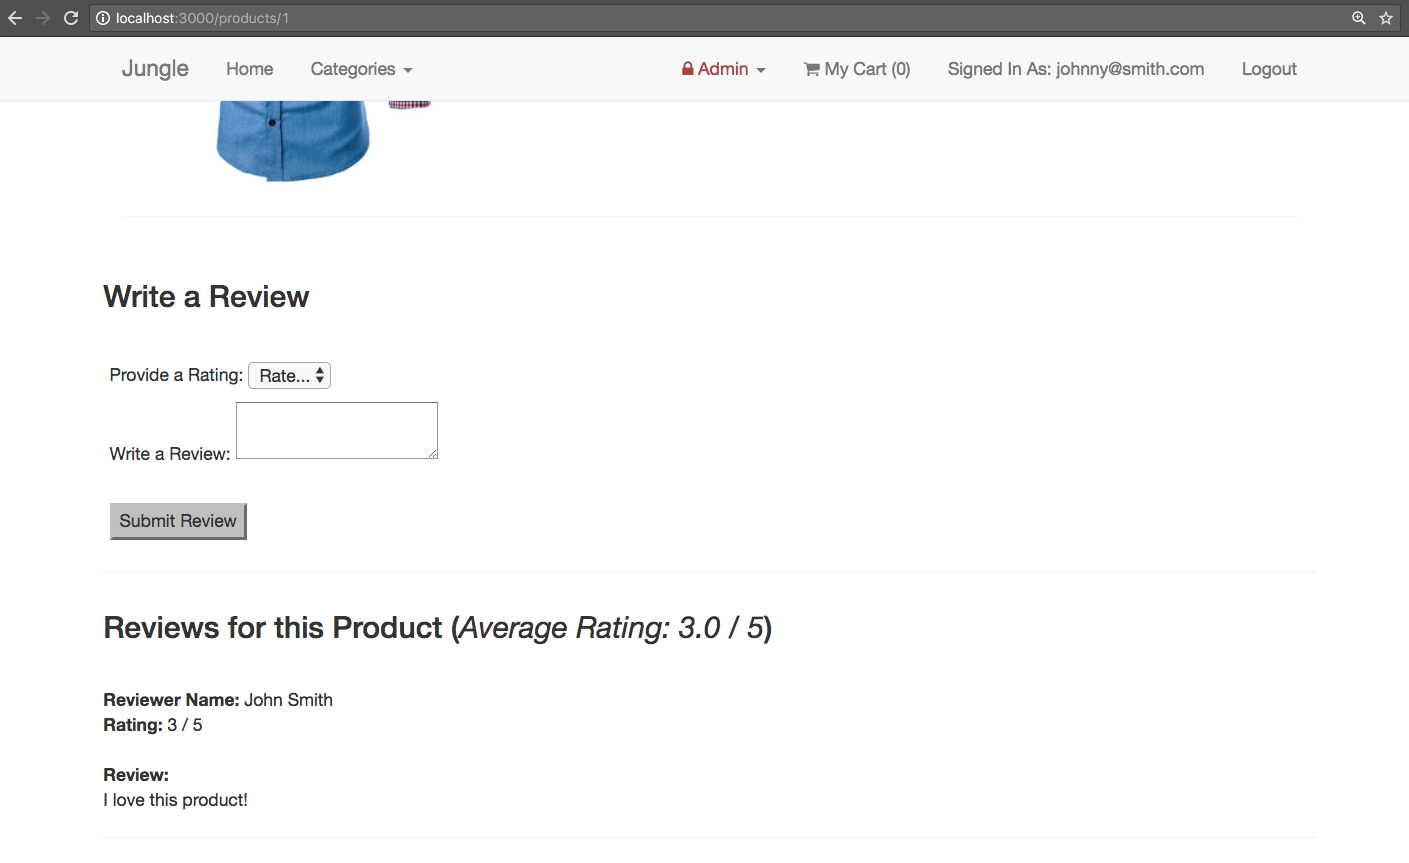 localhost:3000/products/1
Jungle Home Categories Admin My Cart (0) Signed In As: johnny@smith.com Logout
Write a Review
Provide a Rating: Rate...
Write a Review:
Submit Review
Reviews for this Product (Average Rating: 3.0 / 5)
Reviewer Name: John Smith
Rating: 3 / 5
Review:
I love this product!